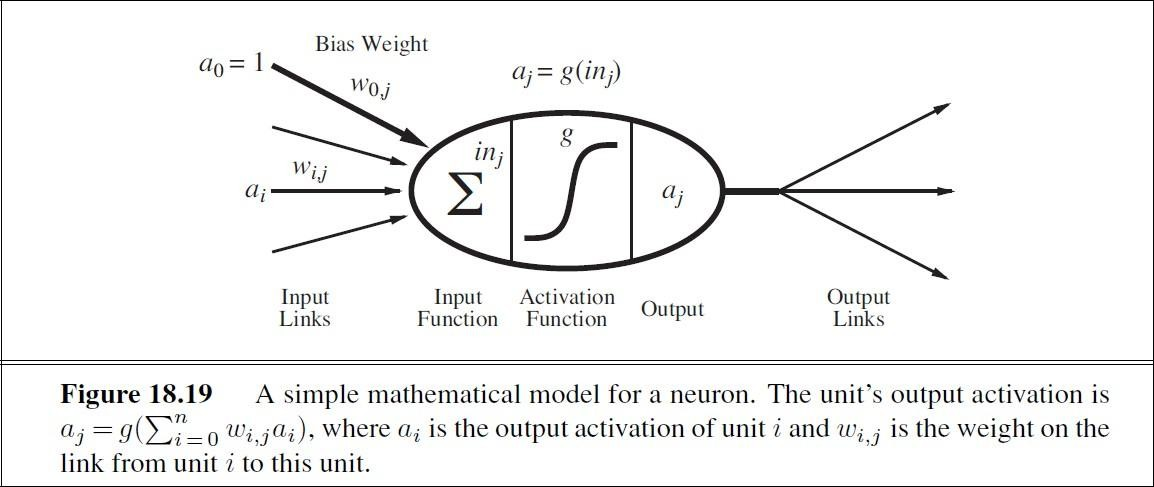 Bias Weight
a₀ = 1
w₀,ⱼ
aⱼ = g(inⱼ)
wᵢ,ⱼ
aᵢ
inⱼ
Σ
g
aⱼ
Input
Links
Input
Function
Activation
Function
Output
Output
Links
Figure 18.19 A simple mathematical model for a neuron. The unit's output activation is
aⱼ = g(∑ⁿᵢ₌₀ wᵢ,ⱼaᵢ), where aᵢ is the output activation of unit i and wᵢ,ⱼ is the weight on the
link from unit i to this unit.